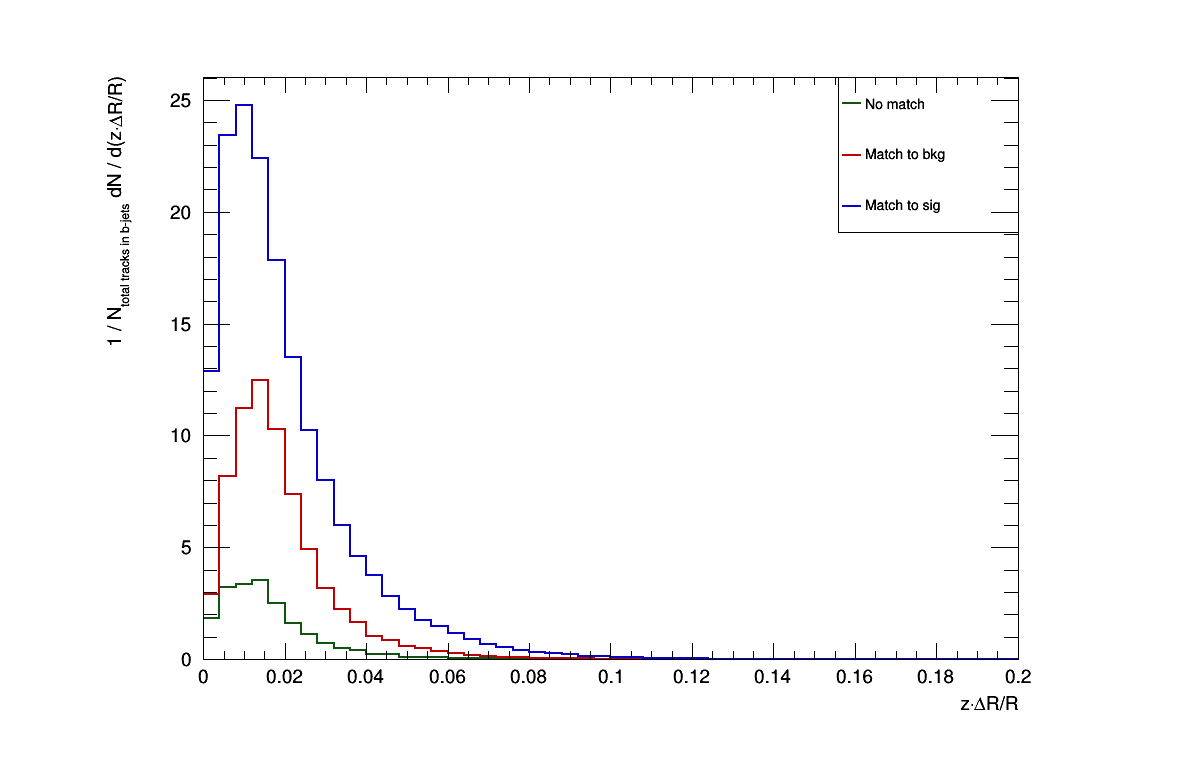 1 / Ntotal tracks in b-jets dN / d(z·ΔR/R)
25
20
15
10
5
0
No match
Match to bkg
Match to sig
0 0.02 0.04 0.06 0.08 0.1 0.12 0.14 0.16 0.18 0.2
z·ΔR/R